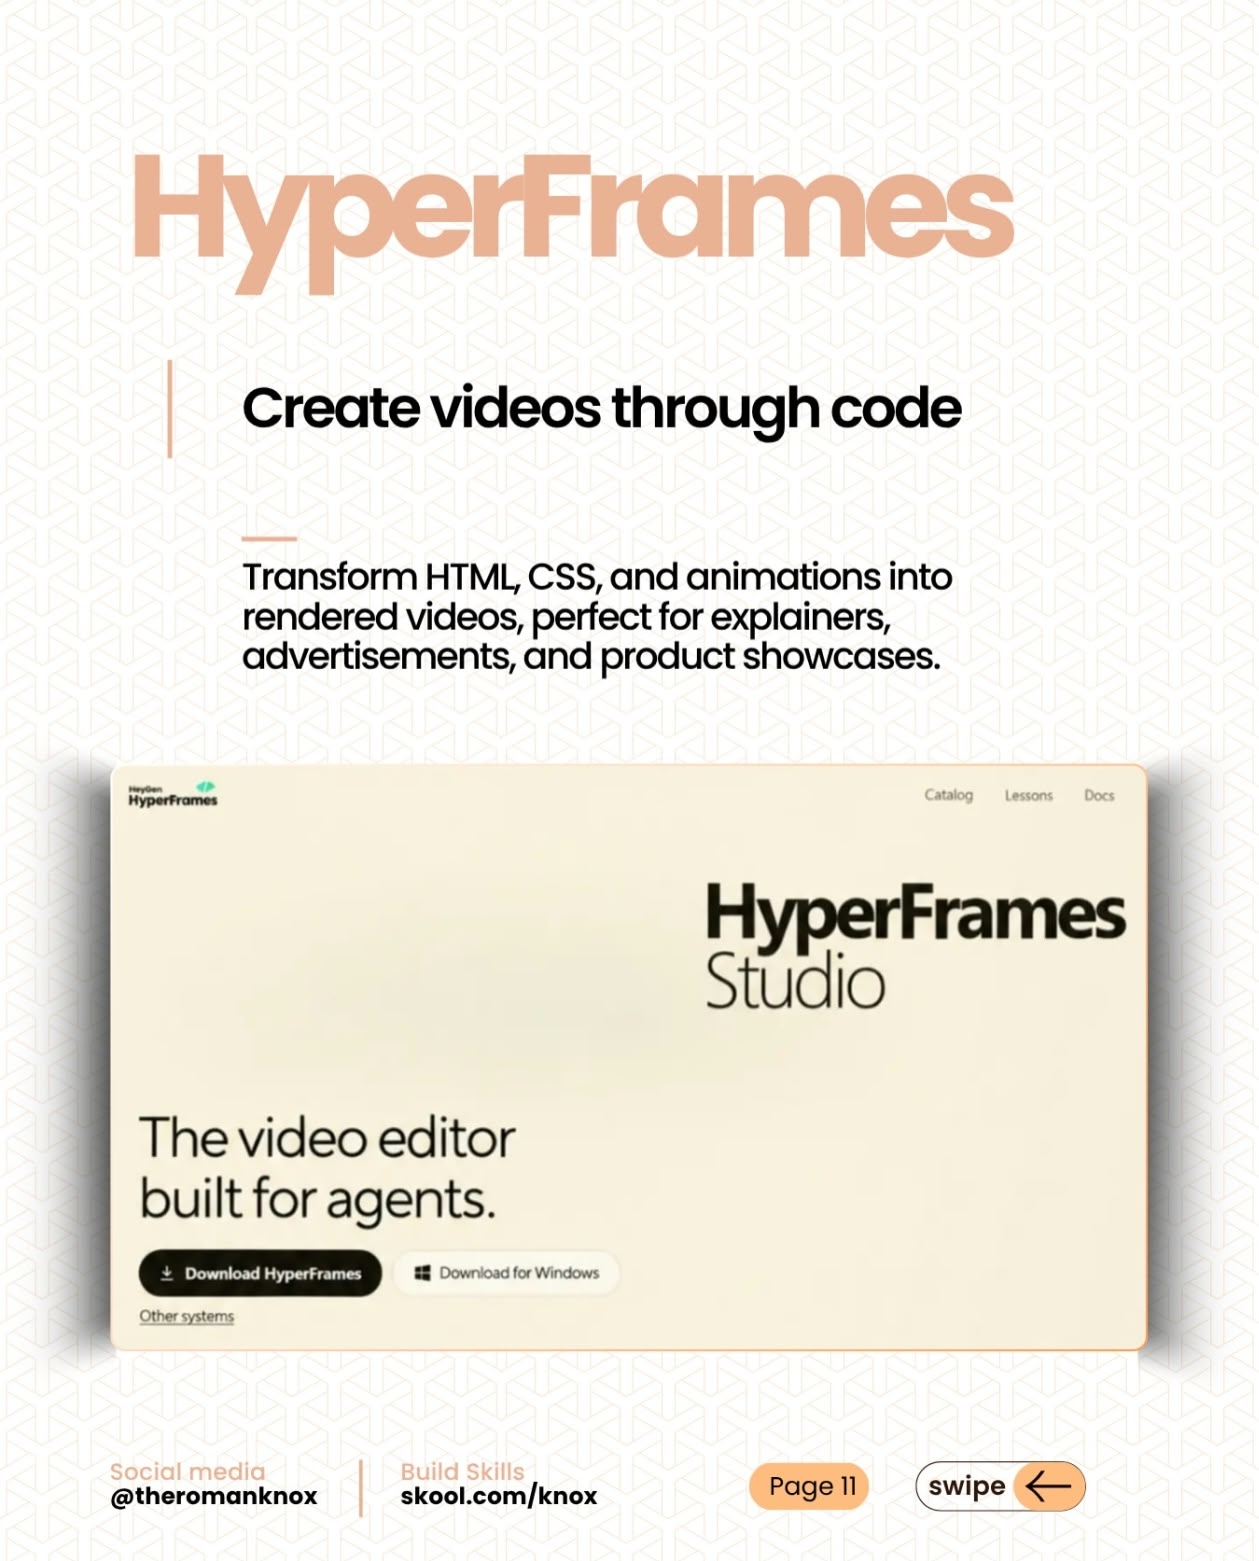 HyperFrames
Create videos through code
Transform HTML, CSS, and animations into
rendered videos, perfect for explainers,
advertisements, and product showcases.
HeyGen
HyperFrames
Catalog Lessons Docs
HyperFrames
Studio
The video editor
built for agents.
Download HyperFrames Download for Windows
Other systems
Social media
@theromanknox
Build Skills
skool.com/knox
Page 11
swipe